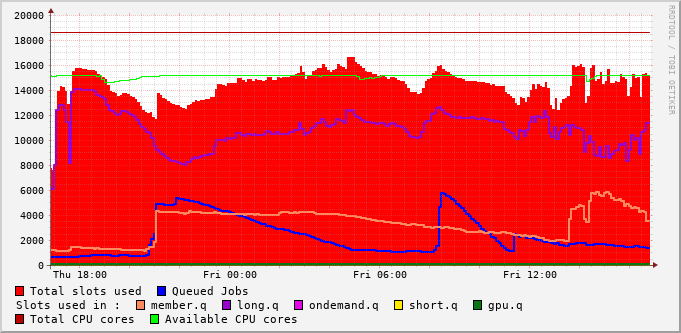 20000
18000
16000
14000
12000
10000
8000
6000
4000
2000
0
Thu 18:00 Fri 00:00 Fri 06:00 Fri 12:00
RRDTOOL / TOBI OETIKER
Total slots used Queued Jobs
Slots used in : member.q long.q ondemand.q short.q gpu.q
Total CPU cores Available CPU cores